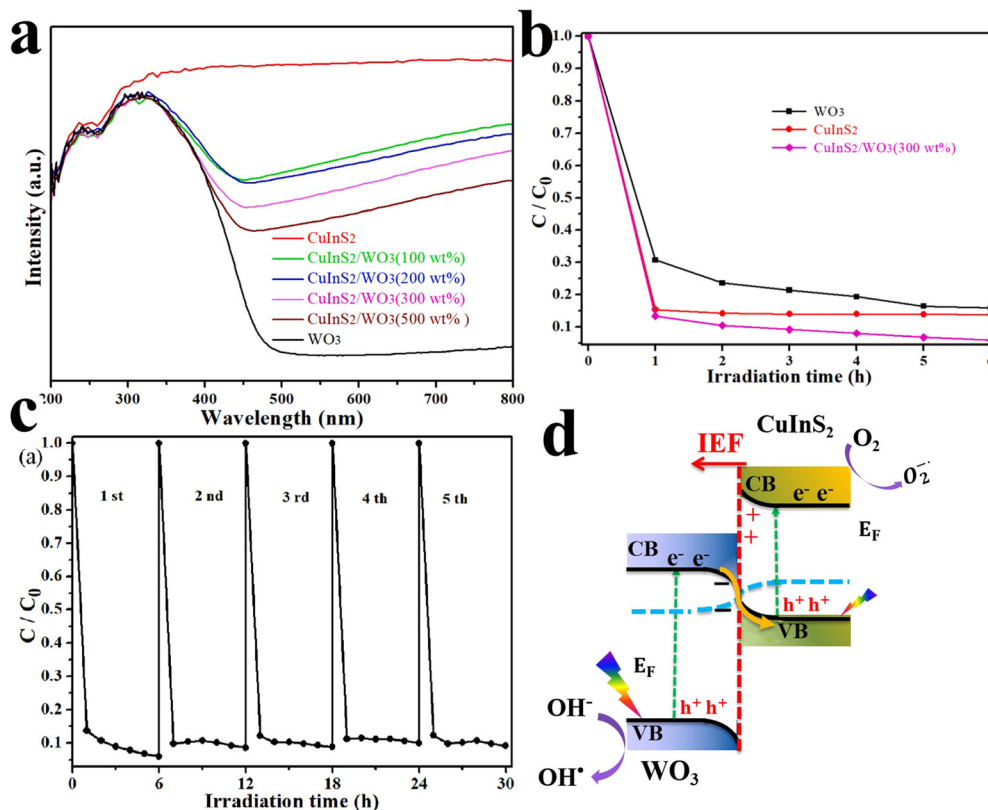 a
Intensity (a.u.)
CuInS2
CuInS2/WO3(100 wt%)
CuInS2/WO3(200 wt%)
CuInS2/WO3(300 wt%)
CuInS2/WO3(500 wt% )
WO3
200 300 400 500 600 700 800
Wavelength (nm)
b
C / C0
1.0
0.9
0.8
0.7
0.6
0.5
0.4
0.3
0.2
0.1
WO3
CuInS2
CuInS2/WO3(300 wt%)
0 1 2 3 4 5
Irradiation time (h)
c
(a)
C / C0
1.0
0.9
0.8
0.7
0.6
0.5
0.4
0.3
0.2
0.1
1 st 2 nd 3 rd 4 th 5 th
0 6 12 18 24 30
Irradiation time (h)
d
CuInS₂
IEF
O₂
O₂⁻·
CB
e⁻ e⁻
EF
+
+
CB
e⁻ e⁻
−
−
h⁺ h⁺
VB
EF
h⁺ h⁺
OH⁻
VB
OH•
WO₃